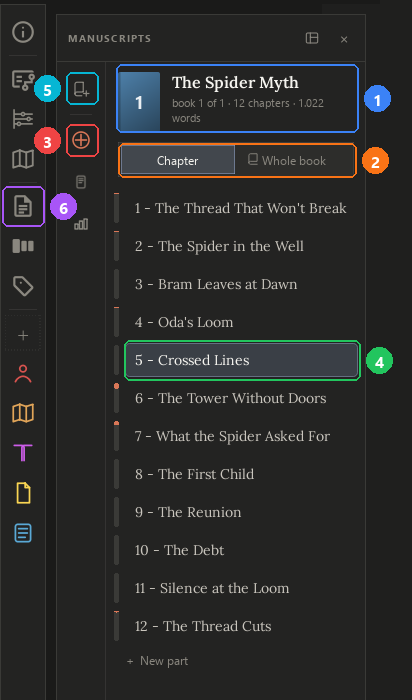 MANUSCRIPTS
×
1
The Spider Myth
book 1 of 1 · 12 chapters · 1.022
words
1
Chapter
Whole book
2
5
3
6
1 - The Thread That Won't Break
2 - The Spider in the Well
3 - Bram Leaves at Dawn
4 - Oda's Loom
5 - Crossed Lines
4
6 - The Tower Without Doors
7 - What the Spider Asked For
8 - The First Child
9 - The Reunion
10 - The Debt
11 - Silence at the Loom
12 - The Thread Cuts
+ New part